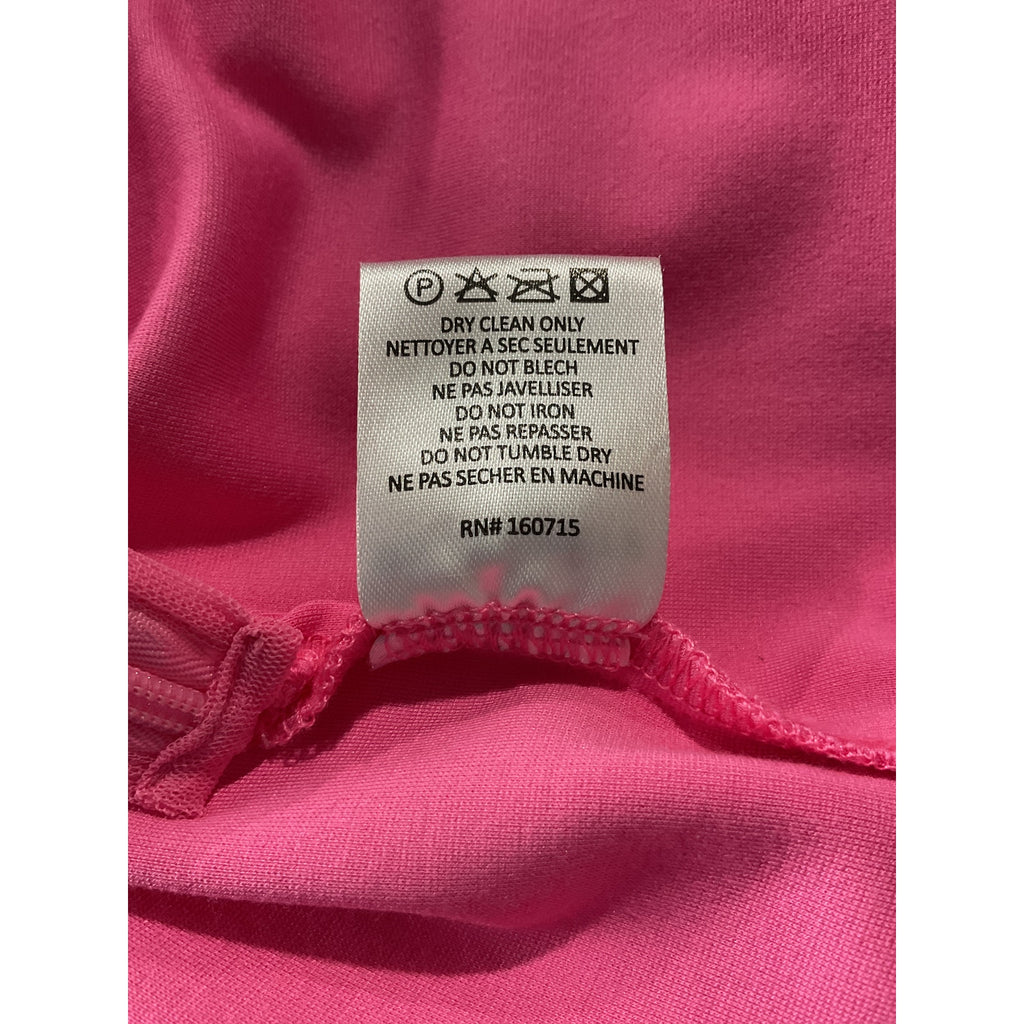 P
DRY CLEAN ONLY
NETTOYER A SEC SEULEMENT
DO NOT BLECH
NE PAS JAVELLISER
DO NOT IRON
NE PAS REPASSER
DO NOT TUMBLE DRY
NE PAS SECHER EN MACHINE
RN# 160715